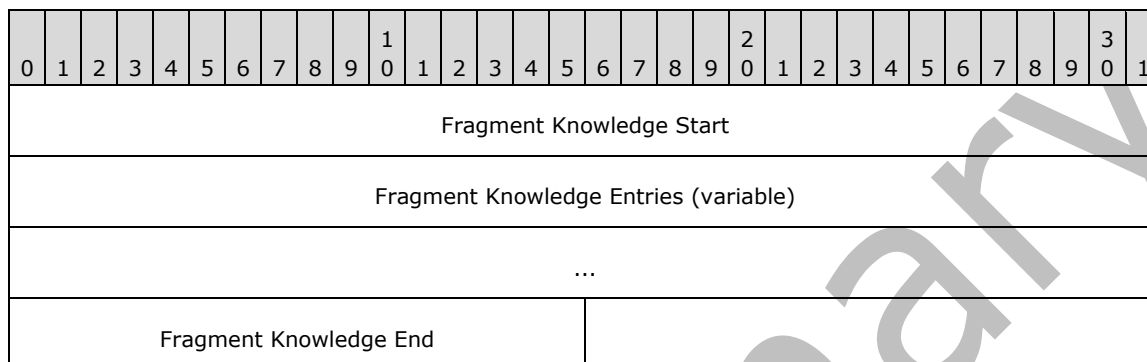 1 2 3
0 1 2 3 4 5 6 7 8 9 0 1 2 3 4 5 6 7 8 9 0 1 2 3 4 5 6 7 8 9 0 1
Fragment Knowledge Start
Fragment Knowledge Entries (variable)
...
Fragment Knowledge End